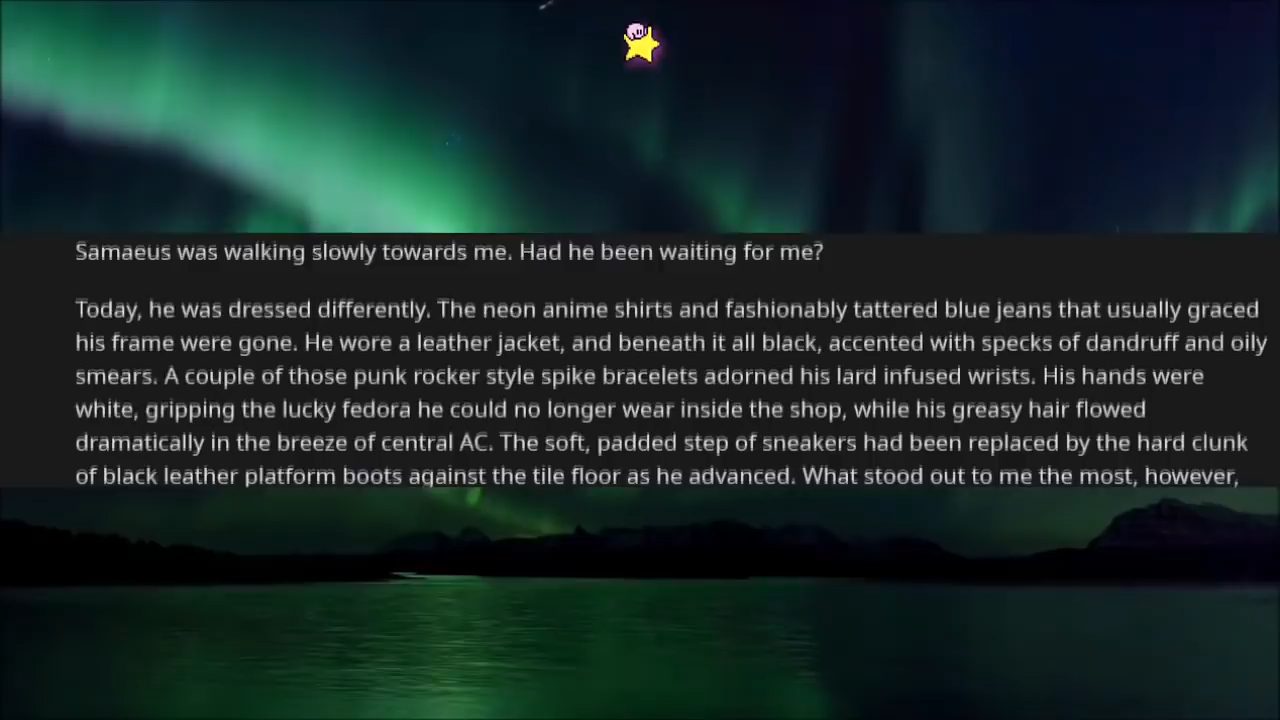 Samaeus was walking slowly towards me. Had he been waiting for me?
Today, he was dressed differently. The neon anime shirts and fashionably tattered blue jeans that usually graced
his frame were gone. He wore a leather jacket, and beneath it all black, accented with specks of dandruff and oily
smears. A couple of those punk rocker style spike bracelets adorned his lard infused wrists. His hands were
white, gripping the lucky fedora he could no longer wear inside the shop, while his greasy hair flowed
dramatically in the breeze of central AC. The soft, padded step of sneakers had been replaced by the hard clunk
of black leather platform boots against the tile floor as he advanced. What stood out to me the most, however,